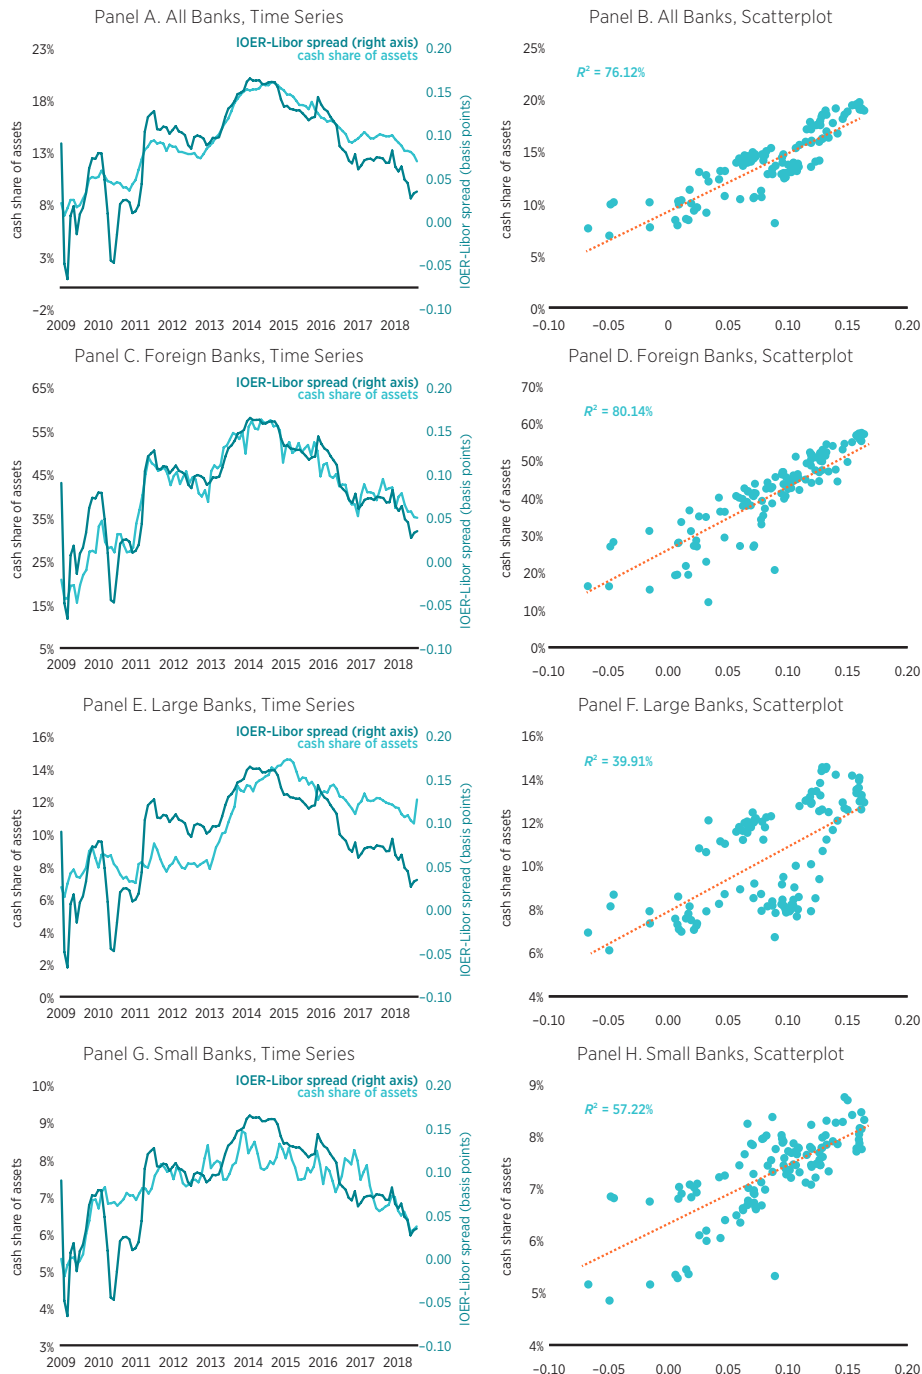 Panel A. All Banks, Time Series
IOER-Libor spread (right axis)
cash share of assets
cash share of assets
23%
18%
13%
8%
3%
−2%
0.20
0.15
0.10
0.05
0.00
−0.05
−0.10
IOER-Libor spread (basis points)
2009 2010 2011 2012 2013 2014 2015 2016 2017 2018
Panel B. All Banks, Scatterplot
R² = 76.12%
cash share of assets
25%
20%
15%
10%
5%
0%
−0.10 −0.05 0 0.05 0.10 0.15 0.20
Panel C. Foreign Banks, Time Series
IOER-Libor spread (right axis)
cash share of assets
cash share of assets
65%
55%
45%
35%
25%
15%
5%
0.20
0.15
0.10
0.05
0.00
−0.05
−0.10
IOER-Libor spread (basis points)
2009 2010 2011 2012 2013 2014 2015 2016 2017 2018
Panel D. Foreign Banks, Scatterplot
R² = 80.14%
cash share of assets
70%
60%
50%
40%
30%
20%
10%
0%
−0.10 −0.05 0.00 0.05 0.10 0.15 0.20
Panel E. Large Banks, Time Series
IOER-Libor spread (right axis)
cash share of assets
cash share of assets
16%
14%
12%
10%
8%
6%
4%
2%
0%
0.20
0.15
0.10
0.05
0.00
−0.05
−0.10
IOER-Libor spread (basis points)
2009 2010 2011 2012 2013 2014 2015 2016 2017 2018
Panel F. Large Banks, Scatterplot
R² = 39.91%
cash share of assets
16%
14%
12%
10%
8%
6%
4%
−0.10 −0.05 0.00 0.05 0.10 0.15 0.20
Panel G. Small Banks, Time Series
IOER-Libor spread (right axis)
cash share of assets
cash share of assets
10%
9%
8%
7%
6%
5%
4%
3%
0.20
0.15
0.10
0.05
0.00
−0.05
−0.10
IOER-Libor spread (basis points)
2009 2010 2011 2012 2013 2014 2015 2016 2017 2018
Panel H. Small Banks, Scatterplot
R² = 57.22%
cash share of assets
9%
8%
7%
6%
5%
4%
−0.10 −0.05 0.00 0.05 0.10 0.15 0.20